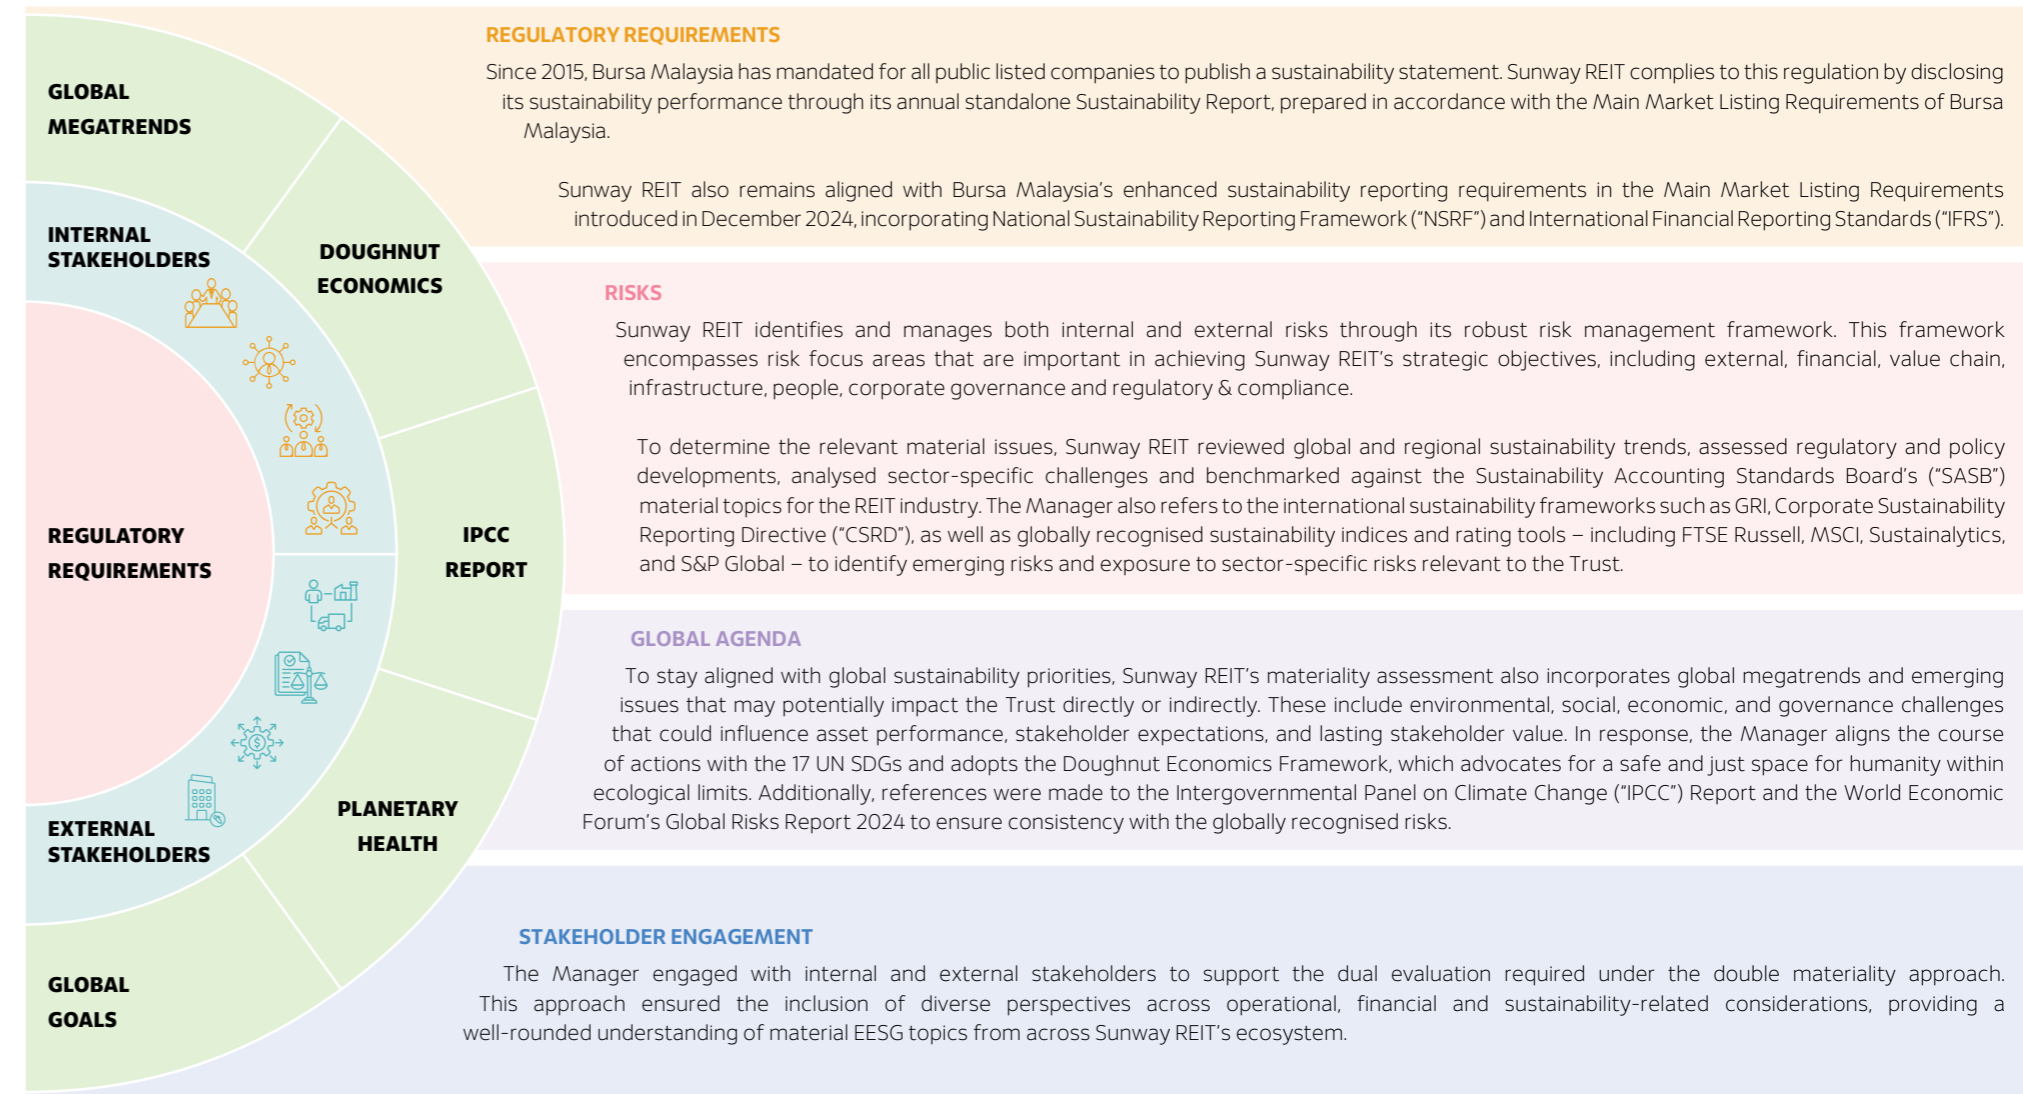 GLOBAL
MEGATRENDS
INTERNAL
STAKEHOLDERS
DOUGHNUT
ECONOMICS
REGULATORY
REQUIREMENTS
IPCC
REPORT
PLANETARY
HEALTH
EXTERNAL
STAKEHOLDERS
GLOBAL
GOALS
REGULATORY REQUIREMENTS
Since 2015, Bursa Malaysia has mandated for all public listed companies to publish a sustainability statement. Sunway REIT complies to this regulation by disclosing
its sustainability performance through its annual standalone Sustainability Report, prepared in accordance with the Main Market Listing Requirements of Bursa
Malaysia.
Sunway REIT also remains aligned with Bursa Malaysia's enhanced sustainability reporting requirements in the Main Market Listing Requirements
introduced in December 2024, incorporating National Sustainability Reporting Framework ("NSRF") and International Financial Reporting Standards ("IFRS").
RISKS
Sunway REIT identifies and manages both internal and external risks through its robust risk management framework. This framework
encompasses risk focus areas that are important in achieving Sunway REIT's strategic objectives, including external, financial, value chain,
infrastructure, people, corporate governance and regulatory & compliance.
To determine the relevant material issues, Sunway REIT reviewed global and regional sustainability trends, assessed regulatory and policy
developments, analysed sector-specific challenges and benchmarked against the Sustainability Accounting Standards Board's ("SASB")
material topics for the REIT industry. The Manager also refers to the international sustainability frameworks such as GRI, Corporate Sustainability
Reporting Directive ("CSRD"), as well as globally recognised sustainability indices and rating tools – including FTSE Russell, MSCI, Sustainalytics,
and S&P Global – to identify emerging risks and exposure to sector-specific risks relevant to the Trust.
GLOBAL AGENDA
To stay aligned with global sustainability priorities, Sunway REIT's materiality assessment also incorporates global megatrends and emerging
issues that may potentially impact the Trust directly or indirectly. These include environmental, social, economic, and governance challenges
that could influence asset performance, stakeholder expectations, and lasting stakeholder value. In response, the Manager aligns the course
of actions with the 17 UN SDGs and adopts the Doughnut Economics Framework, which advocates for a safe and just space for humanity within
ecological limits. Additionally, references were made to the Intergovernmental Panel on Climate Change ("IPCC") Report and the World Economic
Forum's Global Risks Report 2024 to ensure consistency with the globally recognised risks.
STAKEHOLDER ENGAGEMENT
The Manager engaged with internal and external stakeholders to support the dual evaluation required under the double materiality approach.
This approach ensured the inclusion of diverse perspectives across operational, financial and sustainability-related considerations, providing a
well-rounded understanding of material EESG topics from across Sunway REIT's ecosystem.